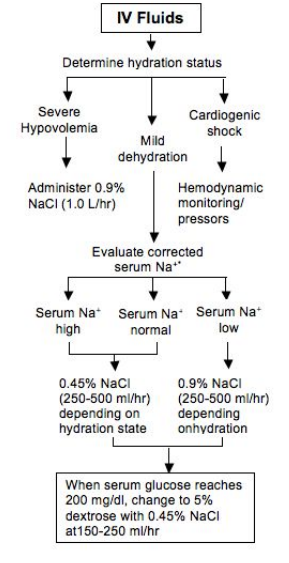 IV Fluids
Determine hydration status
Severe
Hypovolemia
Mild
dehydration
Cardiogenic
shock
Administer 0.9%
NaCl (1.0 L/hr)
Hemodynamic
monitoring/
pressors
Evaluate corrected
serum Na+*
Serum Na+
high
Serum Na+
normal
Serum Na+
low
0.45% NaCl
(250-500 ml/hr)
depending on
hydration state
0.9% NaCl
(250-500 ml/hr)
depending
onhydration
When serum glucose reaches
200 mg/dl, change to 5%
dextrose with 0.45% NaCl
at150-250 ml/hr